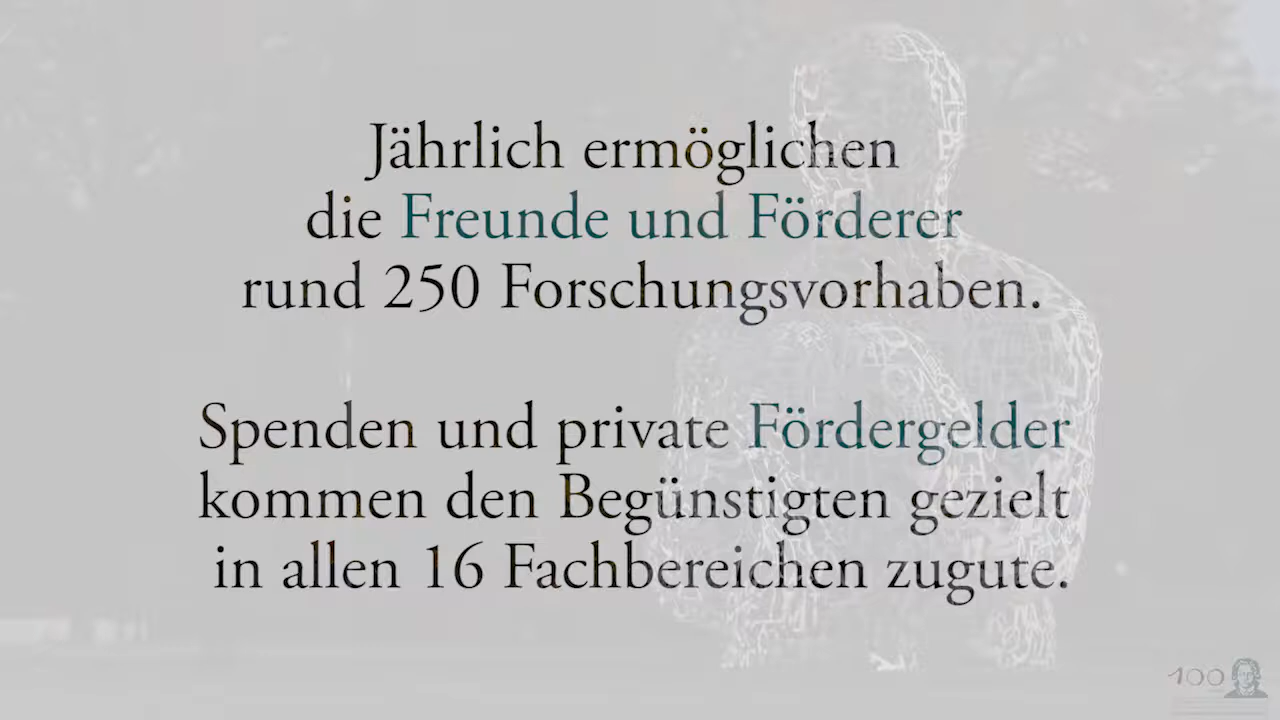 Jährlich ermöglichen
die Freunde und Förderer
rund 250 Forschungsvorhaben.
Spenden und private Fördergelder
kommen den Begünstigten gezielt
in allen 16 Fachbereichen zugute.
100